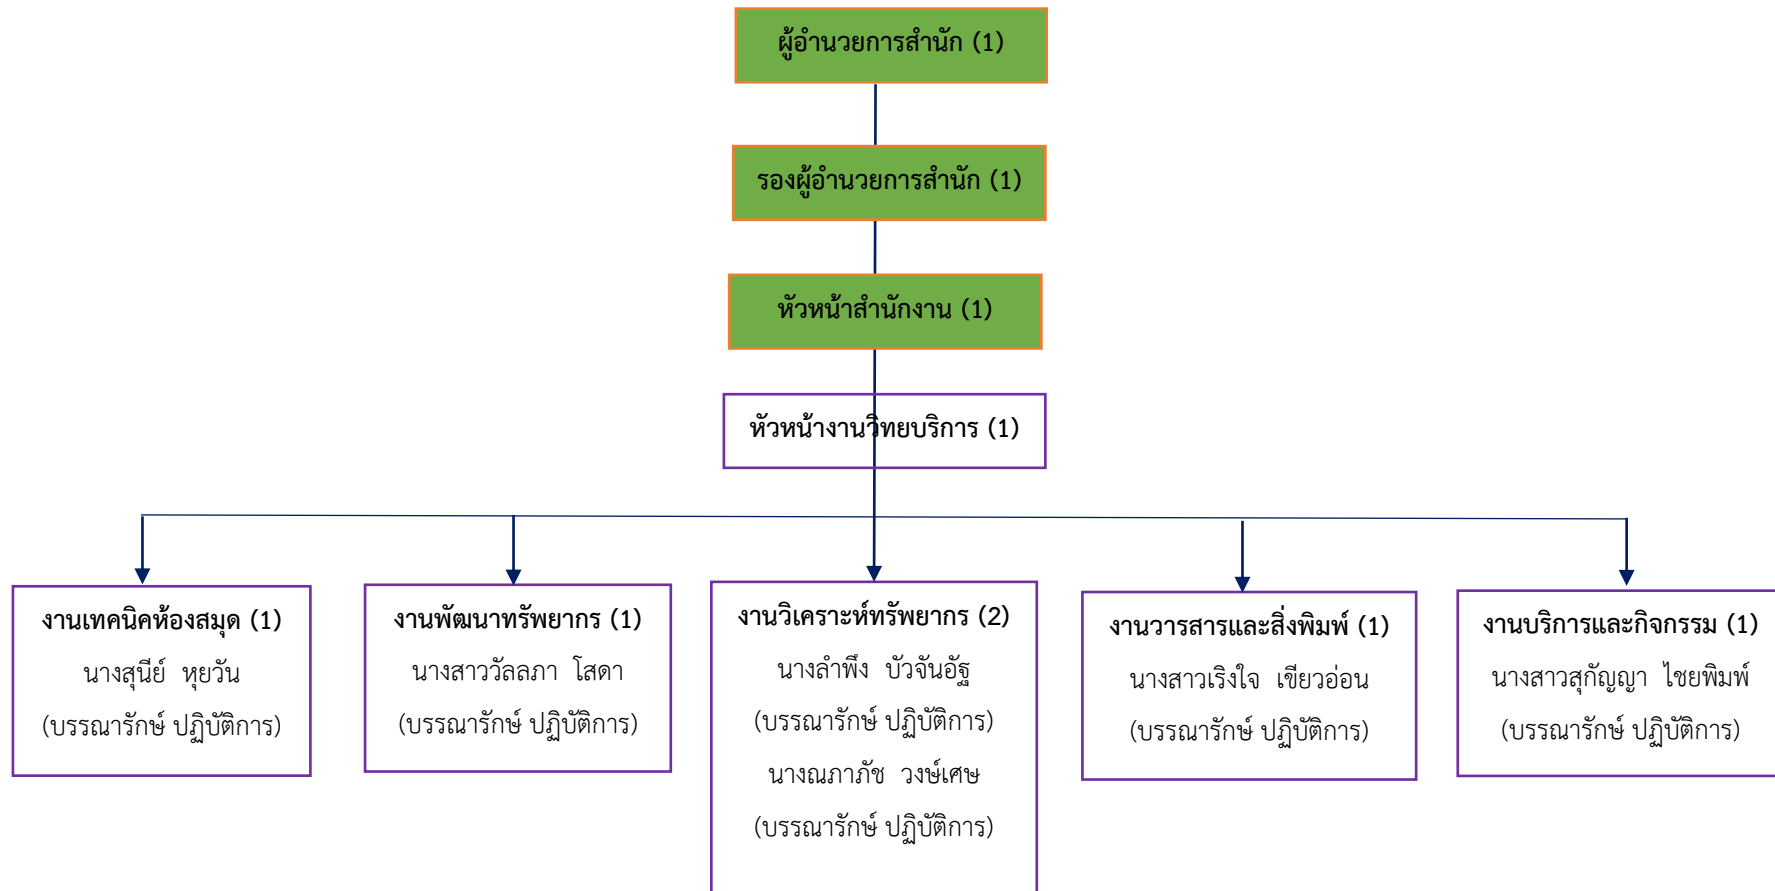 ผู้อำนวยการสำนัก (1)
รองผู้อำนวยการสำนัก (1)
หัวหน้าสำนักงาน (1)
หัวหน้างานวิทยบริการ (1)
งานเทคนิคห้องสมุด (1)
นางสุนีย์ หุยวัน
(บรรณารักษ์ ปฏิบัติการ)
งานพัฒนาทรัพยากร (1)
นางสาววัลลภา โสดา
(บรรณารักษ์ ปฏิบัติการ)
งานวิเคราะห์ทรัพยากร (2)
นางลำพึง บัวจันอัฐ
(บรรณารักษ์ ปฏิบัติการ)
นางณภาภัช วงษ์เศษ
(บรรณารักษ์ ปฏิบัติการ)
งานวารสารและสิ่งพิมพ์ (1)
นางสาวเริงใจ เขียวอ่อน
(บรรณารักษ์ ปฏิบัติการ)
งานบริการและกิจกรรม (1)
นางสาวสุกัญญา ไชยพิมพ์
(บรรณารักษ์ ปฏิบัติการ)